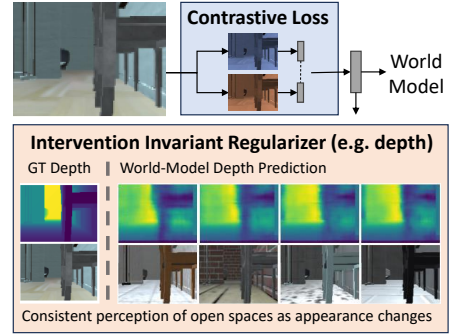 Contrastive Loss
World
Model
Intervention Invariant Regularizer (e.g. depth)
GT Depth
World-Model Depth Prediction
Consistent perception of open spaces as appearance changes